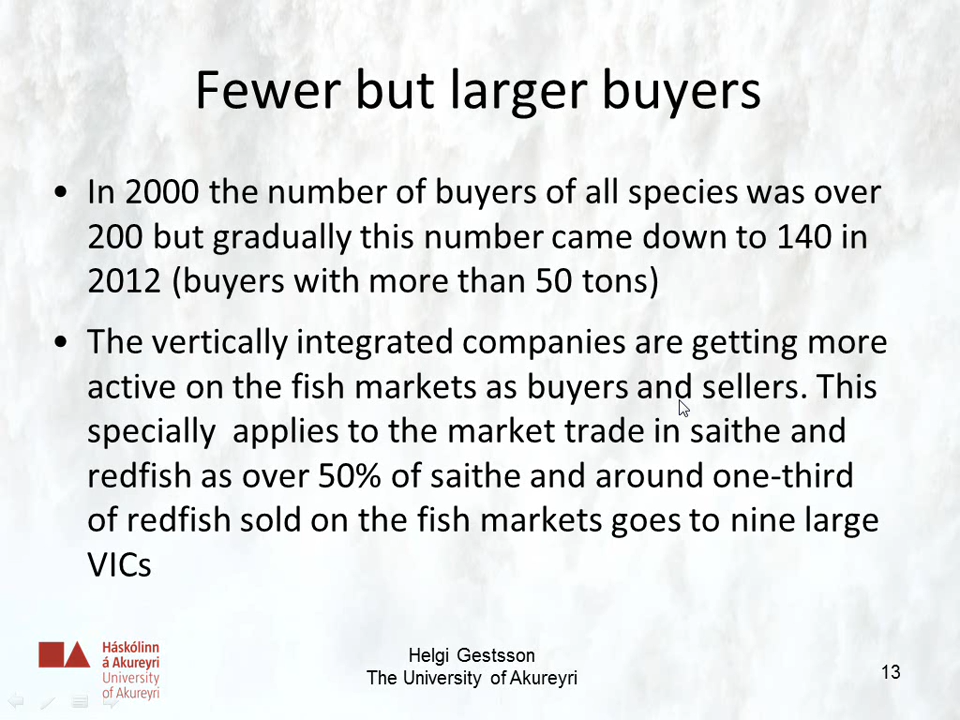 Fewer but larger buyers
• In 2000 the number of buyers of all species was over
200 but gradually this number came down to 140 in
2012 (buyers with more than 50 tons)
• The vertically integrated companies are getting more
active on the fish markets as buyers and sellers. This
specially  applies to the market trade in saithe and
redfish as over 50% of saithe and around one-third
of redfish sold on the fish markets goes to nine large
VICs
Háskólinn
á Akureyri
University
of Akureyri
Helgi Gestsson
The University of Akureyri
13